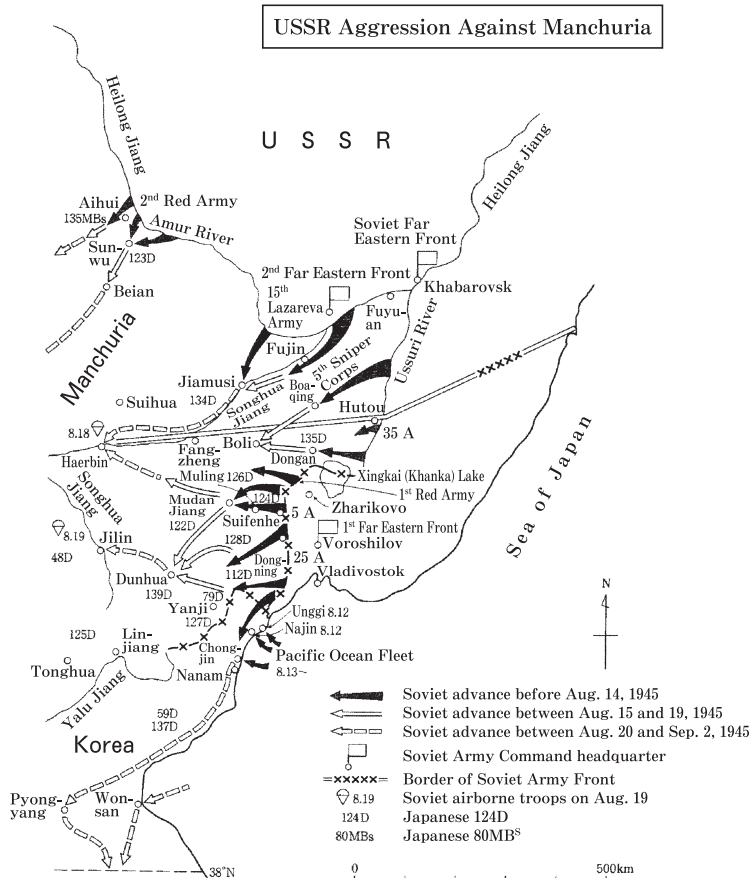 USSR Aggression Against Manchuria
Heilong Jiang
U S S R
Heilong Jiang
Aihui
135MBs
2nd Red Army
Amur River
Sun-
wu
123D
Beian
Soviet Far
Eastern Front
2nd Far Eastern Front
15th
Lazareva
Army
Khabarovsk
Fuyu-
an
Ussuri River
Manchuria
Fujin
5th Sniper
Corps
Jiamusi
134D
Songhua
Jiang
Boa-
qing
Suihua
Hutou
35 A
8.18
Haerbin
Fang-
zheng
Boli
135D
Dongan
Muling
126D
Xingkai (Khanka) Lake
1st Red Army
Songhua
Jiang
Mudan
Jiang
122D
124D
Suifenhe
5 A
Zharikovo
1st Far Eastern Front
8.19
Jilin
48D
128D
Voroshilov
Dong-
ning
25 A
Vladivostok
Dunhua
139D
112D
79D
Yanji
127D
Sea of Japan
Unggi 8.12
Najin 8.12
N
125D
Lin-
jiang
Chong-
jin
Tonghua
Nanam
Pacific Ocean Fleet
8.13~
Yalu Jiang
59D
137D
Korea
Pyong-
yang
Won-
san
38°N
Soviet advance before Aug. 14, 1945
Soviet advance between Aug. 15 and 19, 1945
Soviet advance between Aug. 20 and Sep. 2, 1945
Soviet Army Command headquarter
Border of Soviet Army Front
8.19 Soviet airborne troops on Aug. 19
124D Japanese 124D
80MBs Japanese 80MBS
0 500km